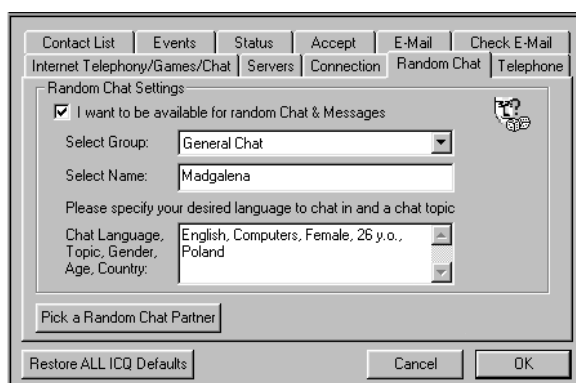 Contact List Events Status Accept E-Mail Check E-Mail
Internet Telephony/Games/Chat Servers Connection Random Chat Telephone
Random Chat Settings
I want to be available for random Chat & Messages
Select Group: General Chat
Select Name: Madgalena
Please specify your desired language to chat in and a chat topic
Chat Language, English, Computers, Female, 26 y.o.,
Topic, Gender, Poland
Age, Country:
Pick a Random Chat Partner
Restore ALL ICQ Defaults Cancel OK